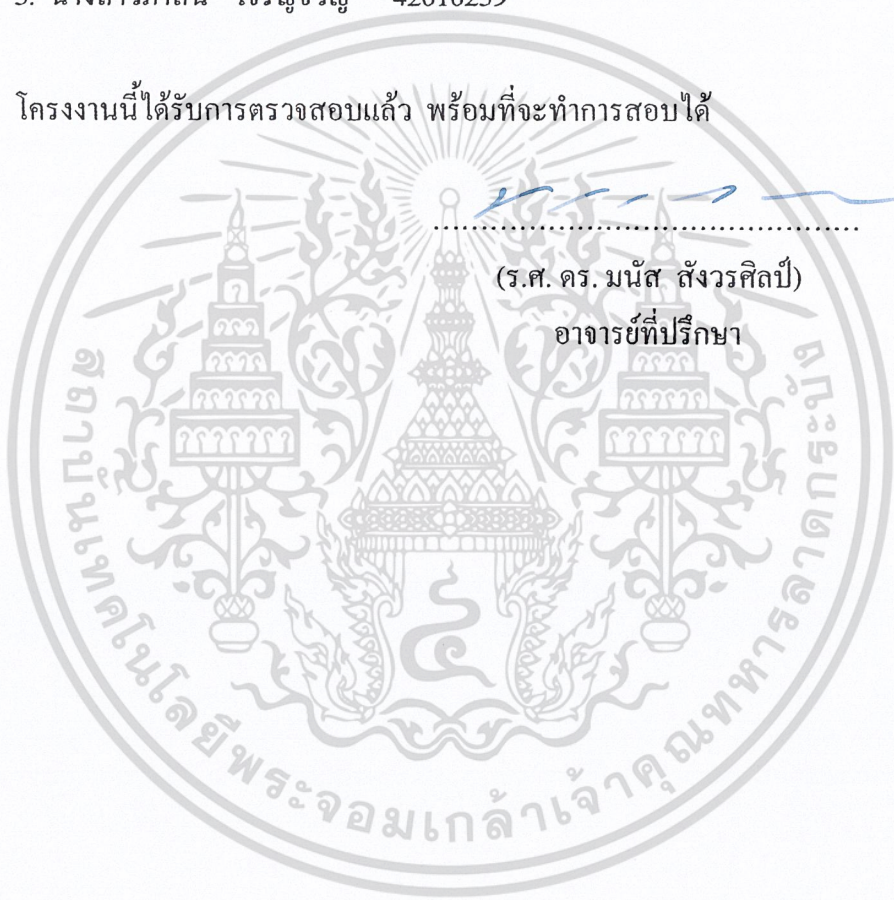 42010259
โครงงานนี้ได้รับการตรวจสอบแล้ว พร้อมที่จะทำการสอบได้
(ร.ศ. ดร. มนัส สังวรศิลป์)
อาจารย์ที่ปรึกษา
สถาบันเทคโนโลยีพระจอมเกล้าเจ้าคุณทหารลาดกระบัง
๔